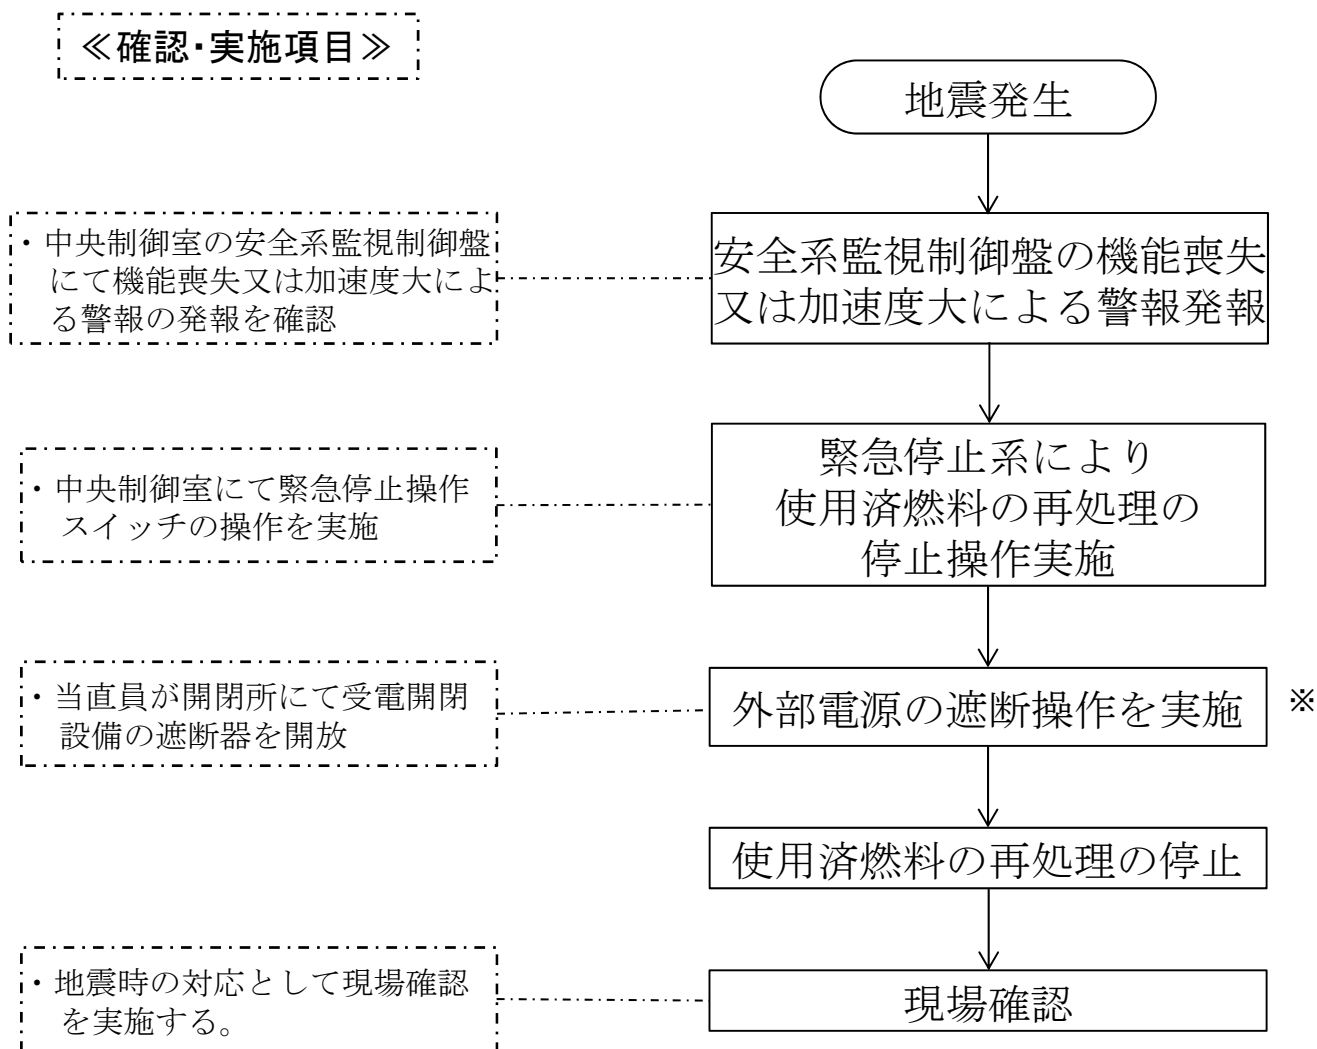 ≪確認・実施項目≫
地震発生
・中央制御室の安全系監視制御盤
にて機能喪失又は加速度大によ
る警報の発報を確認
安全系監視制御盤の機能喪失
又は加速度大による警報発報
・中央制御室にて緊急停止操作
スイッチの操作を実施
緊急停止系により
使用済燃料の再処理の
停止操作実施
・当直員が開閉所にて受電開閉
設備の遮断器を開放
外部電源の遮断操作を実施 ※
使用済燃料の再処理の停止
・地震時の対応として現場確認
を実施する。
現場確認